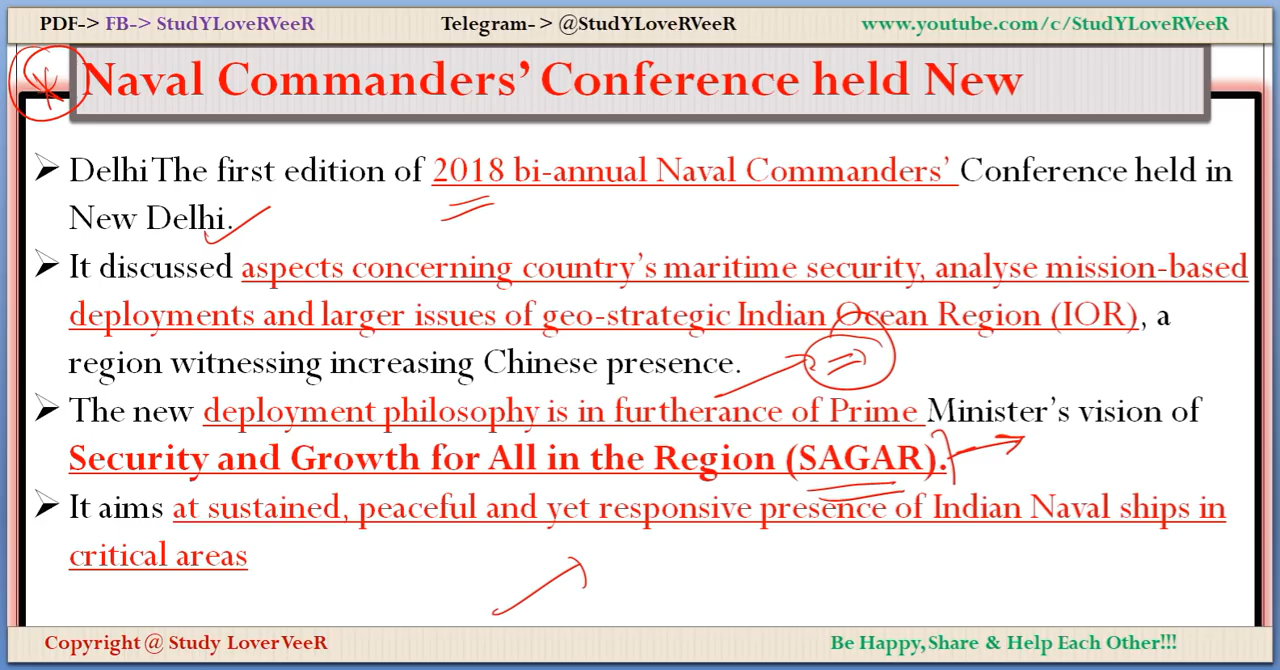 PDF-> FB-> StudYLoveRVeeR Telegram- > @StudYLoveRVeeR www.youtube.com/c/StudYLoveRVeeR
Naval Commanders’ Conference held New
DelhiThe first edition of 2018 bi-annual Naval Commanders’ Conference held in
New Delhi.
It discussed aspects concerning country’s maritime security, analyse mission-based
deployments and larger issues of geo-strategic Indian Ocean Region (IOR), a
region witnessing increasing Chinese presence.
The new deployment philosophy is in furtherance of Prime Minister’s vision of
Security and Growth for All in the Region (SAGAR).
It aims at sustained, peaceful and yet responsive presence of Indian Naval ships in
critical areas
Copyright @ Study LoverVeeR Be Happy,Share & Help Each Other!!!